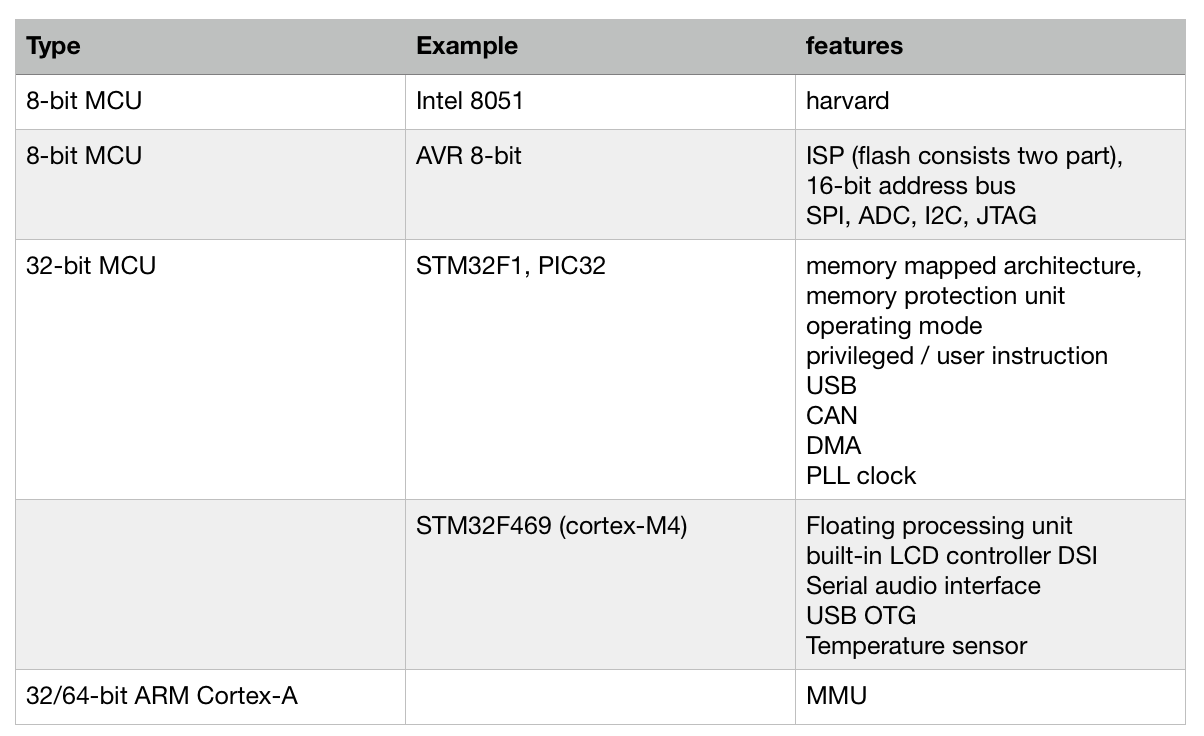 Type Example features
8-bit MCU Intel 8051 harvard
8-bit MCU AVR 8-bit ISP (flash consists two part),
16-bit address bus
SPI, ADC, I2C, JTAG
32-bit MCU STM32F1, PIC32 memory mapped architecture,
memory protection unit
operating mode
privileged / user instruction
USB
CAN
DMA
PLL clock
STM32F469 (cortex-M4) Floating processing unit
built-in LCD controller DSI
Serial audio interface
USB OTG
Temperature sensor
32/64-bit ARM Cortex-A MMU